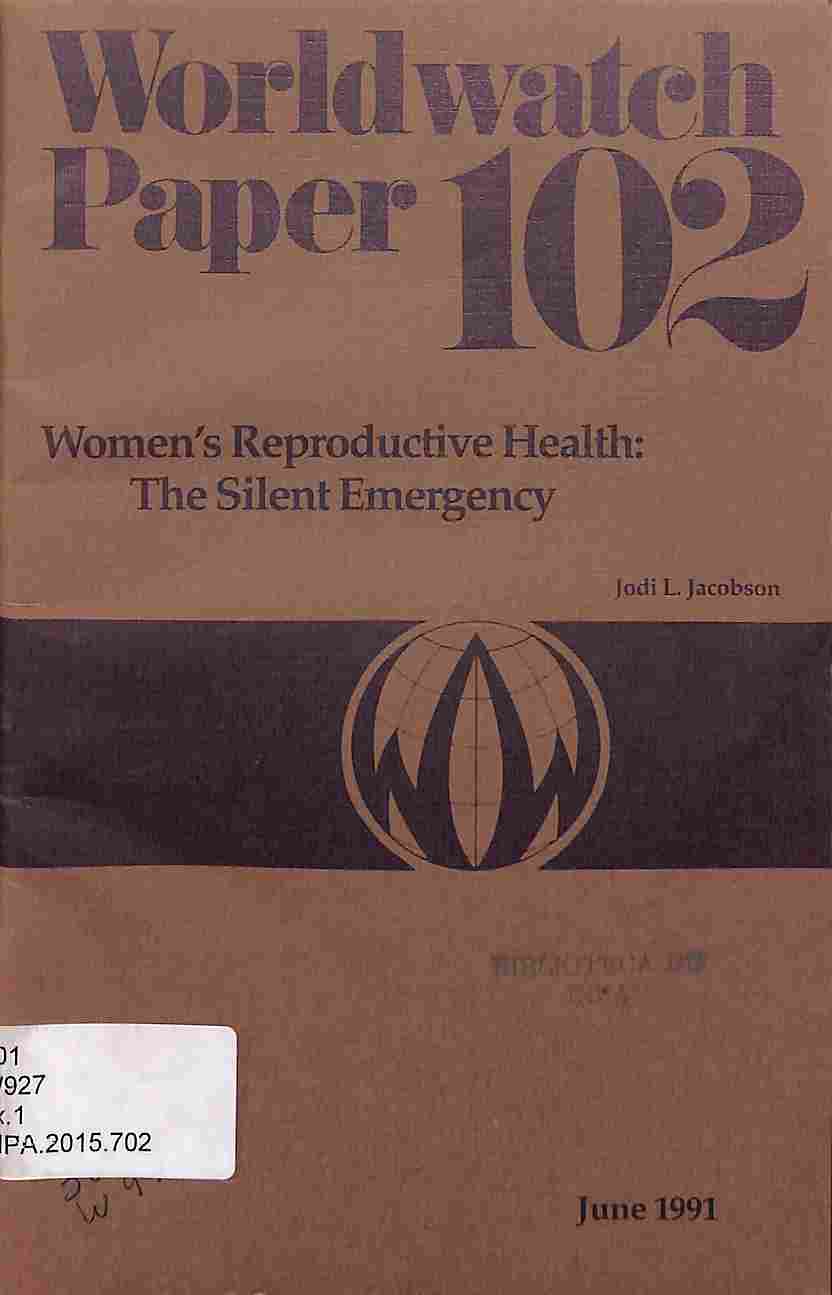 Worldwatch
Paper 102
Women's Reproductive Health:
The Silent Emergency
Jodi L. Jacobson
01
927
.1
PA.2015.702
June 1991